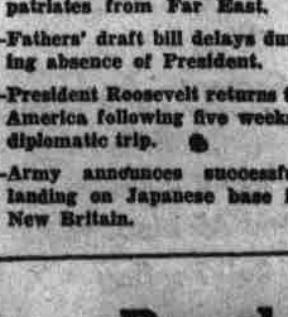 patriates from Far East.
-Fathers' draft bill delays du
ing absence of President.
-President Roosevelt returns t
America following five week
diplomatic trip.
-Army announces successf
landing on Japanese base i
New Britain.